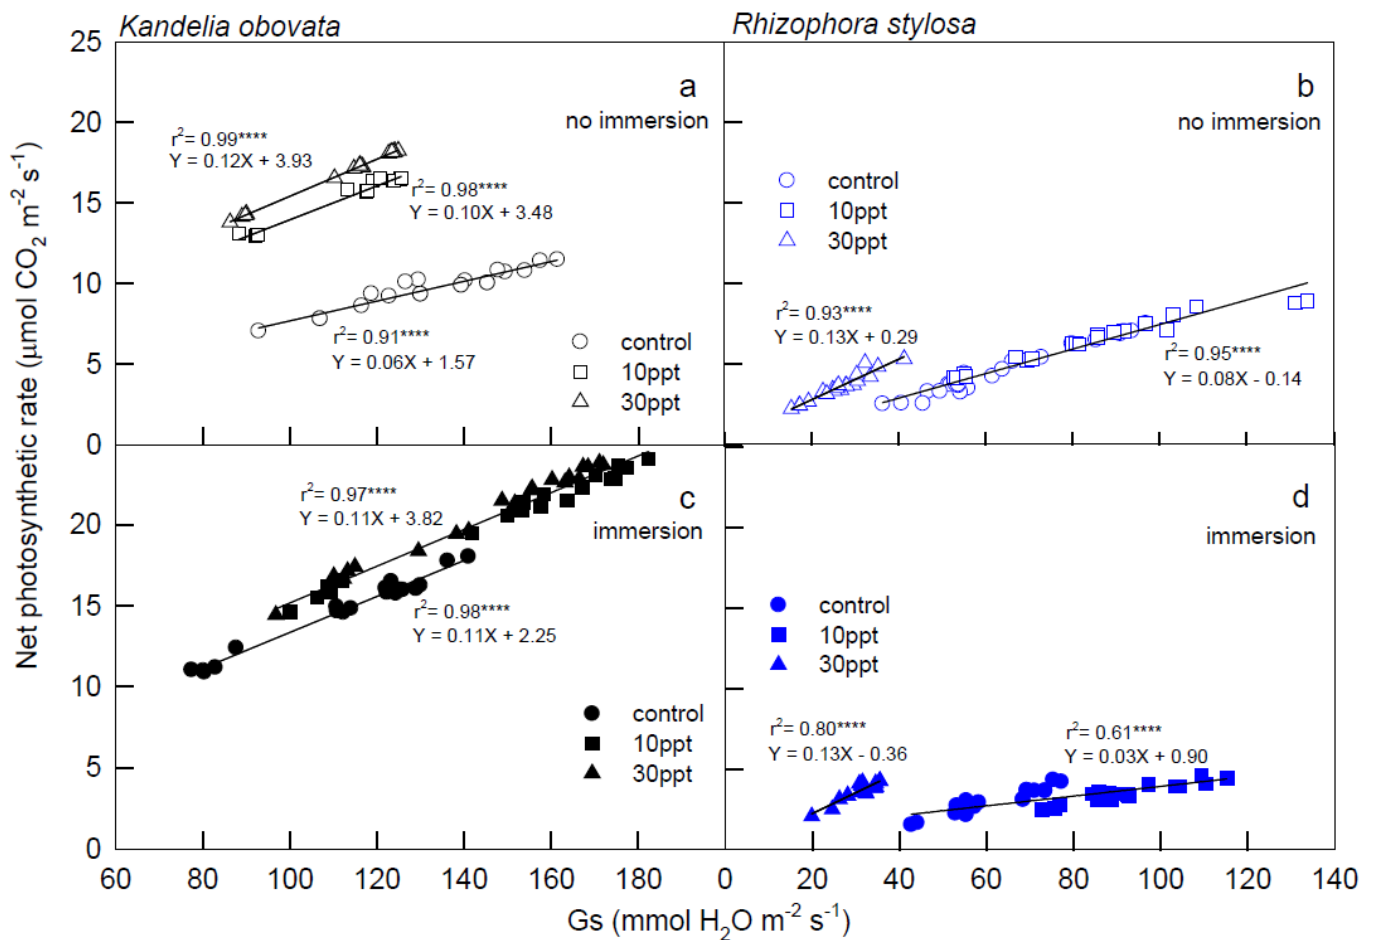 Kandelia obovata
Rhizophora stylosa
Net photosynthetic rate (µmol CO₂ m⁻² s⁻¹)
25
20
15
10
5
0
a
no immersion
r²= 0.99****
Y = 0.12X + 3.93
r²= 0.98****
Y = 0.10X + 3.48
r²= 0.91****
Y = 0.06X + 1.57
control
10ppt
30ppt
b
no immersion
control
10ppt
30ppt
r²= 0.93****
Y = 0.13X + 0.29
r²= 0.95****
Y = 0.08X - 0.14
20
15
10
5
0
c
immersion
r²= 0.97****
Y = 0.11X + 3.82
r²= 0.98****
Y = 0.11X + 2.25
control
10ppt
30ppt
d
immersion
control
10ppt
30ppt
r²= 0.80****
Y = 0.13X - 0.36
r²= 0.61****
Y = 0.03X + 0.90
60 80 100 120 140 160 180 0 20 40 60 80 100 120 140
Gs (mmol H₂O m⁻² s⁻¹)